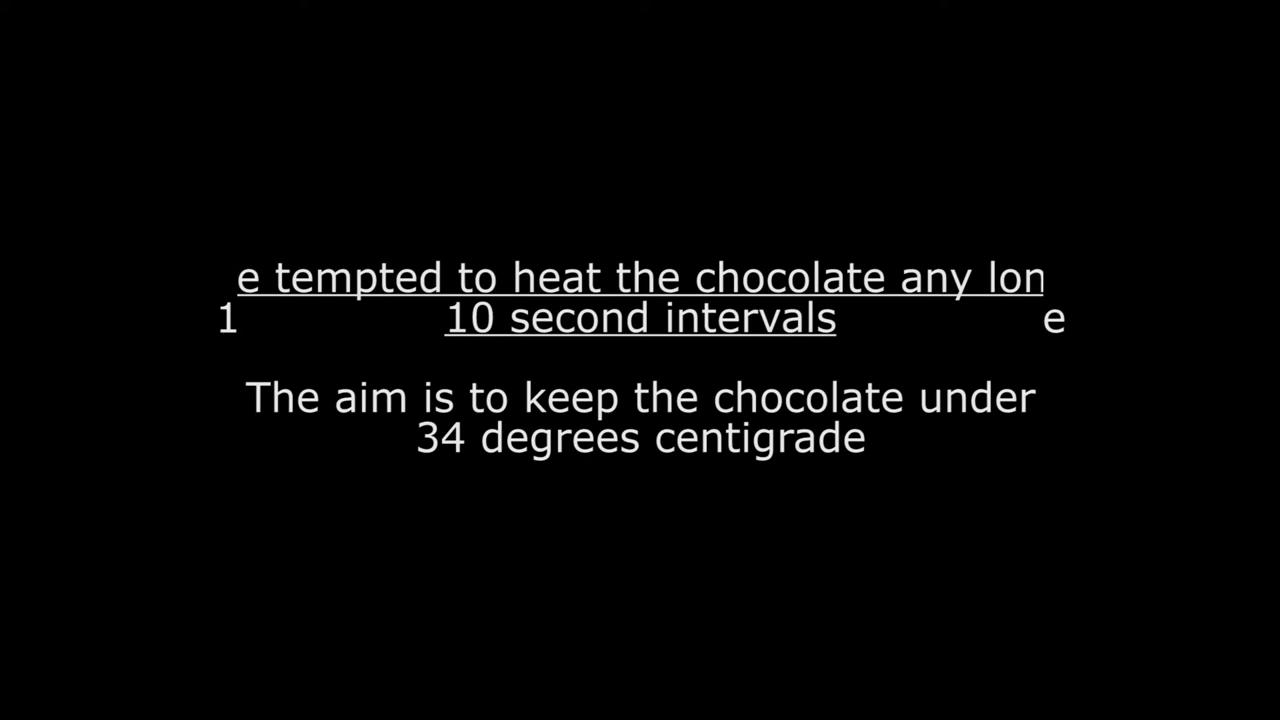 e tempted to heat the chocolate any lon
1 10 second intervals e
The aim is to keep the chocolate under
34 degrees centigrade